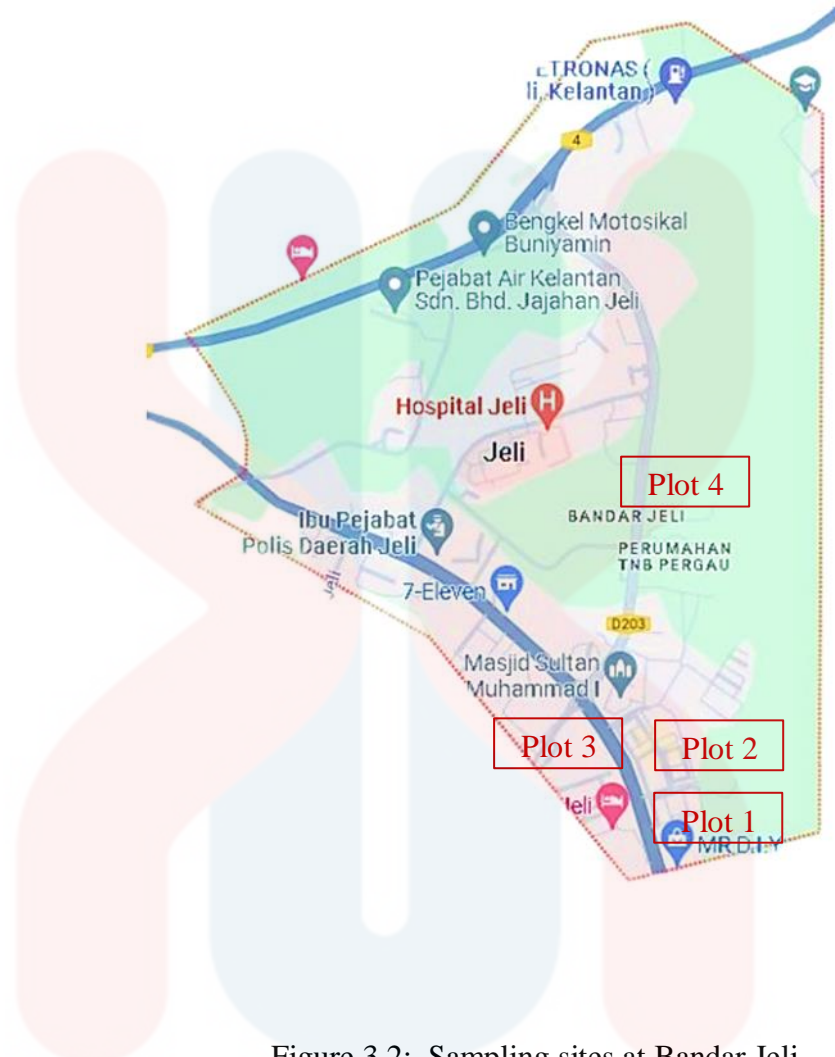 ETRONAS (
li, Kelantan )
4
Bengkel Motosikal
Buniyamin
Pejabat Air Kelantan
Sdn. Bhd. Jajahan Jeli
Hospital Jeli
H
Jeli
Plot 4
BANDAR JELI
Ibu Pejabat
Polis Daerah Jeli
PERUMAHAN
TNB PERGAU
7-Eleven
D203
Masjid Sultan
Muhammad I
Plot 3
Plot 2
Jeli
Plot 1
MR.D.I.Y
Figure 3.2: Sampling sites at Bandar Jeli